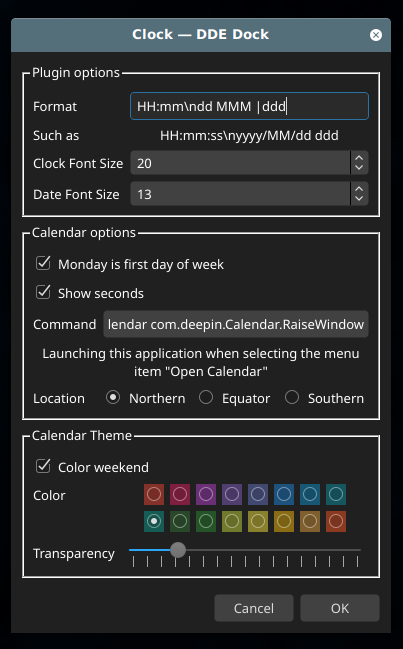 Clock — DDE Dock
Plugin options
Format HH:mm\ndd MMM |ddd
Such as HH:mm:ss\nyyyy/MM/dd ddd
Clock Font Size 20
Date Font Size 13
Calendar options
Monday is first day of week
Show seconds
Command lendar com.deepin.Calendar.RaiseWindow
Launching this application when selecting the menu
item "Open Calendar"
Location Northern Equator Southern
Calendar Theme
Color weekend
Color
Transparency
Cancel OK